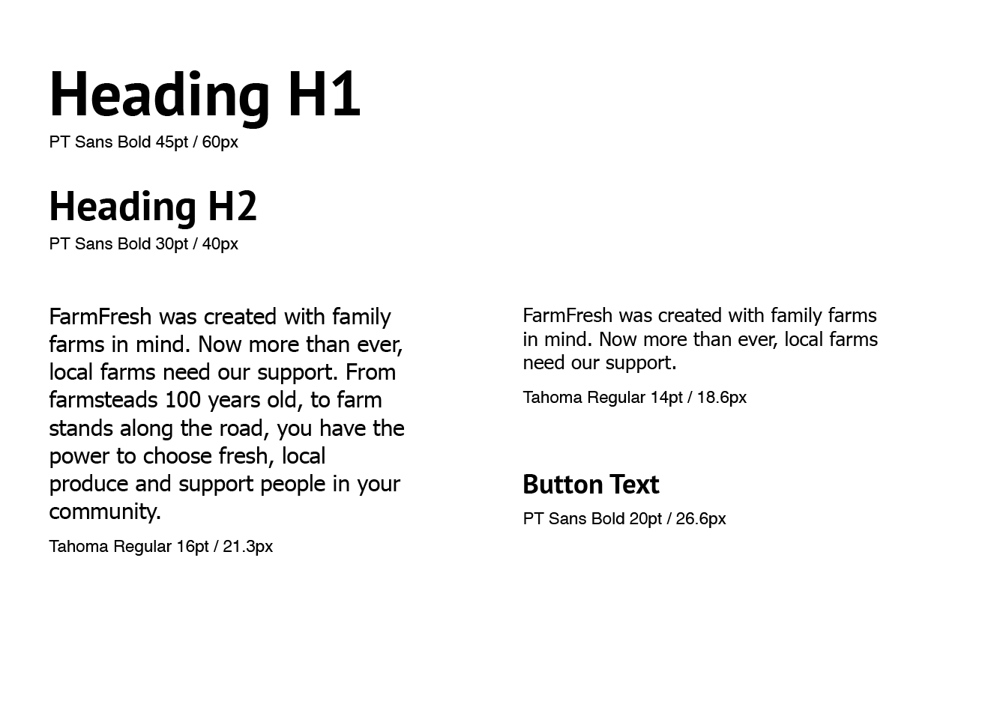 Heading H1
PT Sans Bold 45pt / 60px
Heading H2
PT Sans Bold 30pt / 40px
FarmFresh was created with family
farms in mind. Now more than ever,
local farms need our support. From
farmsteads 100 years old, to farm
stands along the road, you have the
power to choose fresh, local
produce and support people in your
community.
Tahoma Regular 16pt / 21.3px
FarmFresh was created with family farms
in mind. Now more than ever, local farms
need our support.
Tahoma Regular 14pt / 18.6px
Button Text
PT Sans Bold 20pt / 26.6px